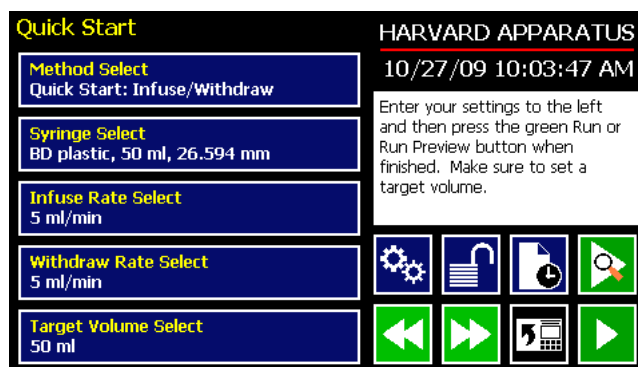 Quick Start
Method Select
Quick Start: Infuse/Withdraw
Syringe Select
BD plastic, 50 ml, 26.594 mm
Infuse Rate Select
5 ml/min
Withdraw Rate Select
5 ml/min
Target Volume Select
50 ml
HARVARD APPARATUS
10/27/09 10:03:47 AM
Enter your settings to the left
and then press the green Run or
Run Preview button when
finished. Make sure to set a
target volume.